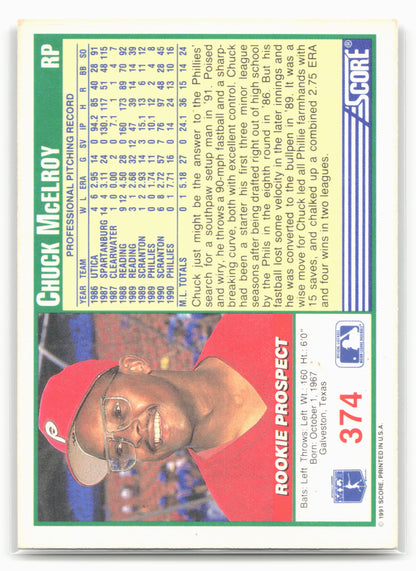 CHUCK McELROY RP
PROFESSIONAL PITCHING RECORD
YEAR TEAM W L ERA G SV IP H R BB SO
1986 UTICA 4 6 2.95 14 0 94.2 85 40 28 91
1987 SPARTANBURG 14 4 24 0 130.1 117 51 48 115
1987 CLEARWATER 1 0 0.00 2 0 7.1 1 1 4 7
1988 READING 9 12 4.50 28 0 160 173 89 70 92
1989 READING 3 1 2.68 32 12 47 39 14 14 39
1989 SCRANTON 1 2 14 3 15.1 13 6 11 12
1989 PHILLIES 0 0 1.74 11 0 10.1 12 2 4 8
1990 SCRANTON 6 8 2.72 57 7 76
1990 PHILLIES 0 1 7.71 16 0 14 24 13 10 16
M.L. TOTALS 0 1 5.18 27 0 24.1 36 15 14 24
Chuck just might be the answer to the Phillies'
search for a southpaw setup man in '91. Poised
and wiry, he throws a 90-mph fastball and a sharp-
breaking curve, both with excellent control. Chuck
had been a starter his first three minor league
seasons after being drafted right out of high school
by the Phils in the eighth round in '86. But his
fastball lost some velocity in the later innings and
he was converted to the bullpen in '89. It was a
wise move for Chuck led all Phillie farmhands with
15 saves, and chalked up a combined 2.75 ERA
and four wins in two leagues.
SCORE
P
ROOKIE PROSPECT
Bats: Left Throws: Left Wt.: 160 Ht.: 6'0"
Born: October 1, 1967
Galveston, Texas
374
© 1991 SCORE, PRINTED IN U.S.A.